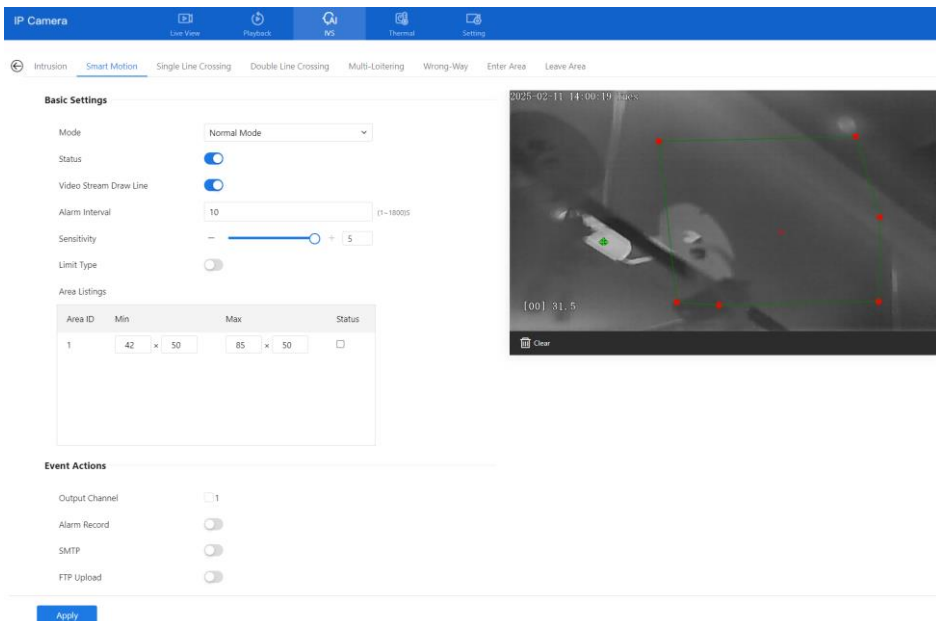 IP Camera
Live View Playback IVS Thermal Setting
Intrusion Smart Motion Single Line Crossing Double Line Crossing Multi-Loitering Wrong-Way Enter Area Leave Area
Basic Settings
2025-02-11 14:00:19
Mode Normal Mode
Status
Video Stream Draw Line
Alarm Interval 10 (1~1800)S
Sensitivity − + 5
Limit Type
Area Listings
[00] 31.5
Area ID Min Max Status
1 42 × 50 85 × 50
Clear
Event Actions
Output Channel 1
Alarm Record
SMTP
FTP Upload
Apply